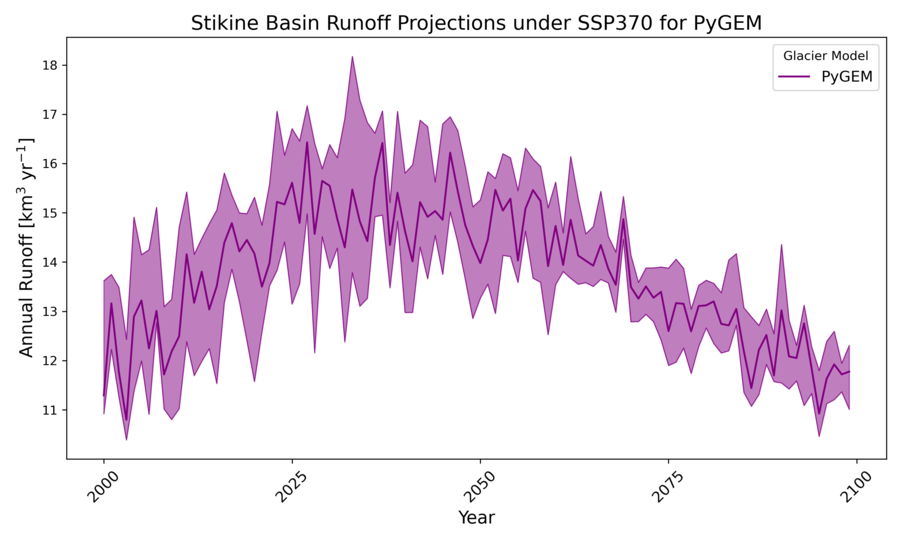 Stikine Basin Runoff Projections under SSP370 for PyGEM
Glacier Model
PyGEM
18
17
16
15
14
13
12
11
Annual Runoff [km³ yr⁻¹]
2000
2025
2050
2075
2100
Year